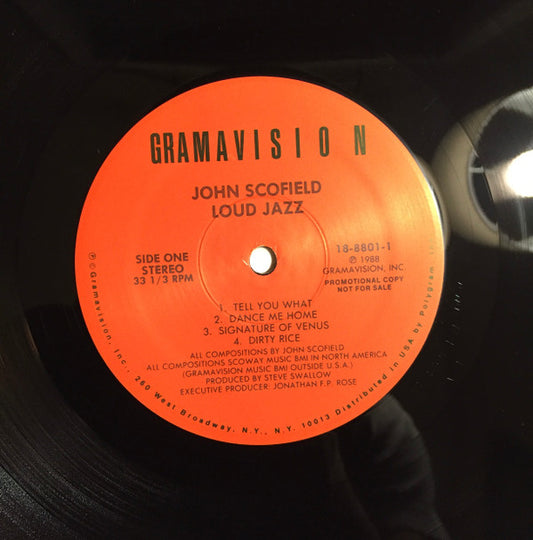 GRAMAVISION
JOHN SCOFIELD
LOUD JAZZ
SIDE ONE
STEREO
33 1/3 RPM
18-8801-1
℗ 1988
GRAMAVISION, INC.
PROMOTIONAL COPY
NOT FOR SALE
1. TELL YOU WHAT
2. DANCE ME HOME
3. SIGNATURE OF VENUS
4. DIRTY RICE
ALL COMPOSITIONS BY JOHN SCOFIELD
ALL COMPOSITIONS SCOWAY MUSIC BMI IN NORTH AMERICA
(GRAMAVISION MUSIC BMI OUTSIDE U.S.A.)
PRODUCED BY STEVE SWALLOW
EXECUTIVE PRODUCER: JONATHAN F.P. ROSE
℗©Gramavision, Inc., 260 West Broadway, N.Y., N.Y. 10013 Distributed in USA by Polygram